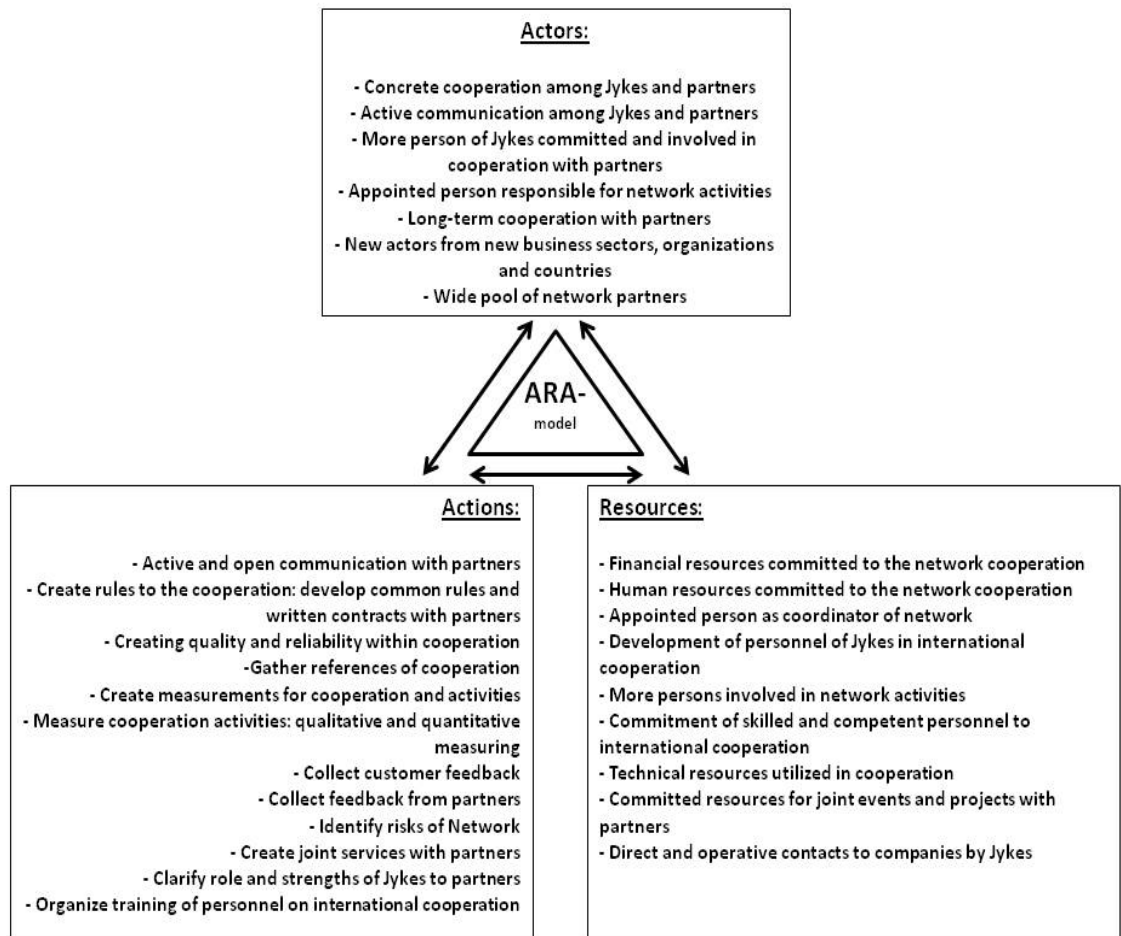 Actors:
- Concrete cooperation among Jykes and partners
- Active communication among Jykes and partners
- More person of Jykes committed and involved in
cooperation with partners
- Appointed person responsible for network activities
- Long-term cooperation with partners
- New actors from new business sectors, organizations
and countries
- Wide pool of network partners
ARA-
model
Actions:
- Active and open communication with partners
- Create rules to the cooperation: develop common rules and
written contracts with partners
- Creating quality and reliability within cooperation
-Gather references of cooperation
- Create measurements for cooperation and activities
- Measure cooperation activities: qualitative and quantitative
measuring
- Collect customer feedback
- Collect feedback from partners
- Identify risks of Network
- Create joint services with partners
- Clarify role and strengths of Jykes to partners
- Organize training of personnel on international cooperation
Resources:
- Financial resources committed to the network cooperation
- Human resources committed to the network cooperation
- Appointed person as coordinator of network
- Development of personnel of Jykes in international
cooperation
- More persons involved in network activities
- Commitment of skilled and competent personnel to
international cooperation
- Technical resources utilized in cooperation
- Committed resources for joint events and projects with
partners
- Direct and operative contacts to companies by Jykes